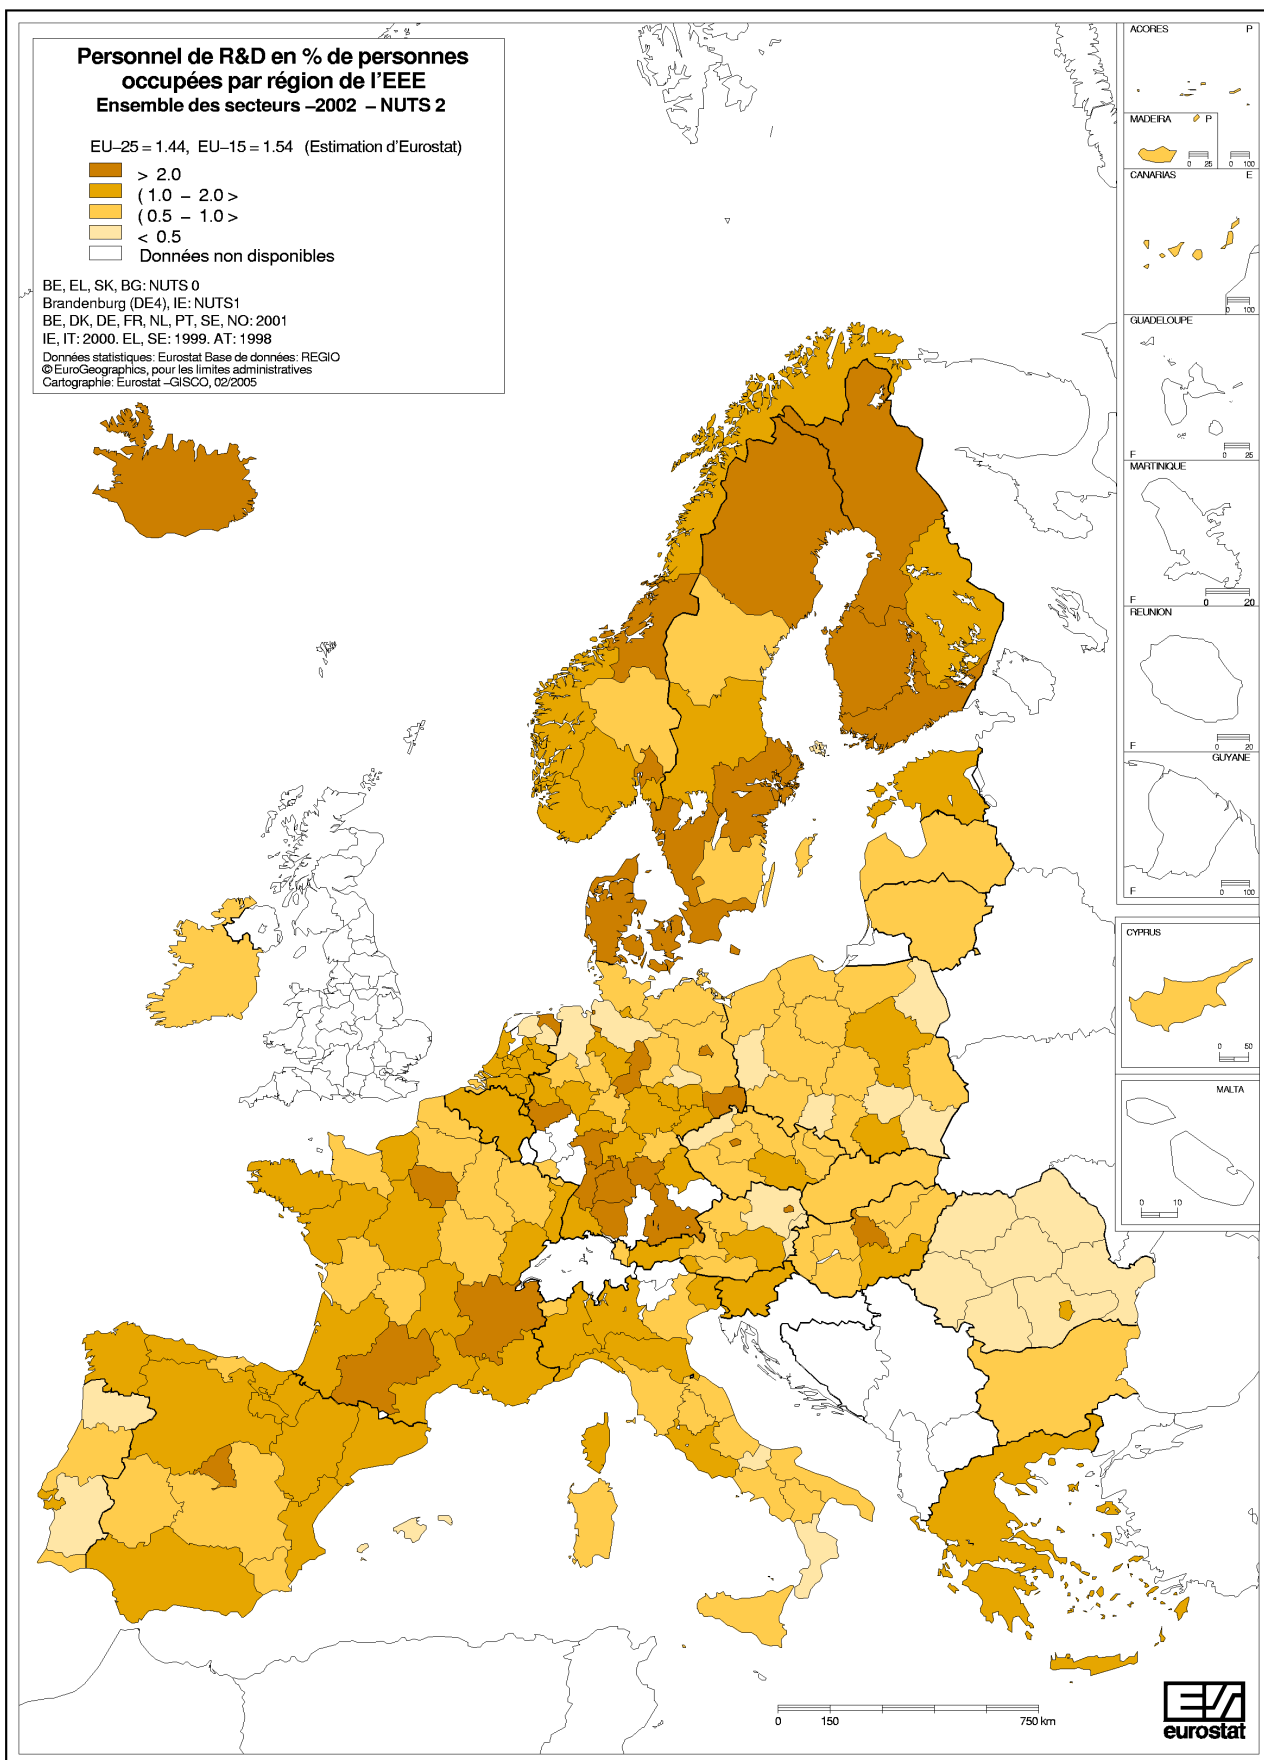 Personnel de R&D en % de personnes
occupées par région de l'EEE
Ensemble des secteurs –2002 – NUTS 2
EU–25 = 1.44, EU–15 = 1.54 (Estimation d'Eurostat)
> 2.0
( 1.0 – 2.0 >
( 0.5 – 1.0 >
< 0.5
Données non disponibles
BE, EL, SK, BG: NUTS 0
Brandenburg (DE4), IE: NUTS1
BE, DK, DE, FR, NL, PT, SE, NO: 2001
IE, IT: 2000. EL, SE: 1999. AT: 1998
Données statistiques: Eurostat Base de données: REGIO
© EuroGeographics, pour les limites administratives
Cartographie: Eurostat –GISCO, 02/2005
ACORES P
MADEIRA P
0 25 0 100
CANARIAS E
0 100
GUADELOUPE
F 0 25
MARTINIQUE
F 0 20
REUNION
F 0 20
GUYANE
F 0 100
CYPRUS
0 50
MALTA
0 10
0 150 750 km
eurostat